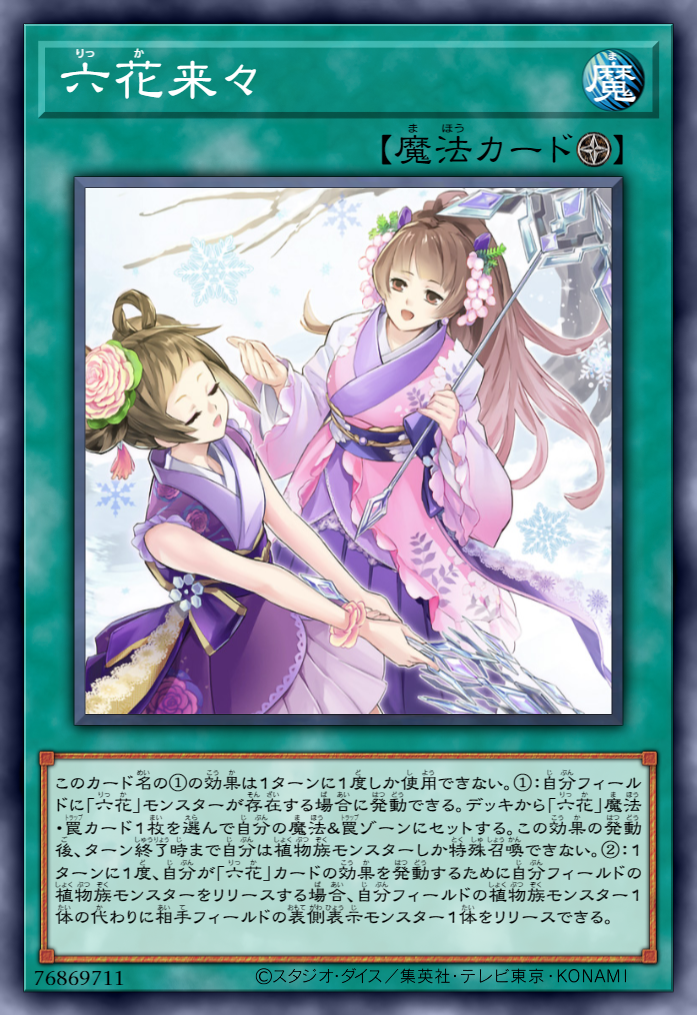 六花来々
魔
【魔法カード】
このカード名の①の効果は1ターンに1度しか使用できない。①：自分フィール
ドに「六花」モンスターが存在する場合に発動できる。デッキから「六花」魔法
・罠カード1枚を選んで自分の魔法&罠ゾーンにセットする。この効果の発動
後、ターン終了時まで自分は植物族モンスターしか特殊召喚できない。②：1
ターンに1度、自分が「六花」カードの効果を発動するために自分フィールドの
植物族モンスターをリリースする場合、自分フィールドの植物族モンスター1
体の代わりに相手フィールドの表側表示モンスター1体をリリースできる。
76869711
©スタジオ・ダイス／集英社・テレビ東京・KONAMI